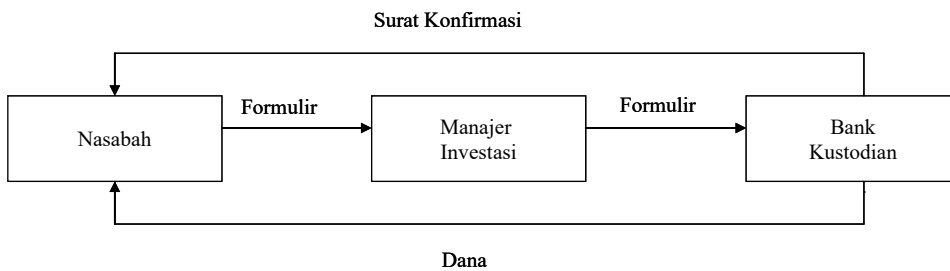 Surat Konfirmasi
Formulir
Formulir
Nasabah
Manajer
Investasi
Bank
Kustodian
Dana